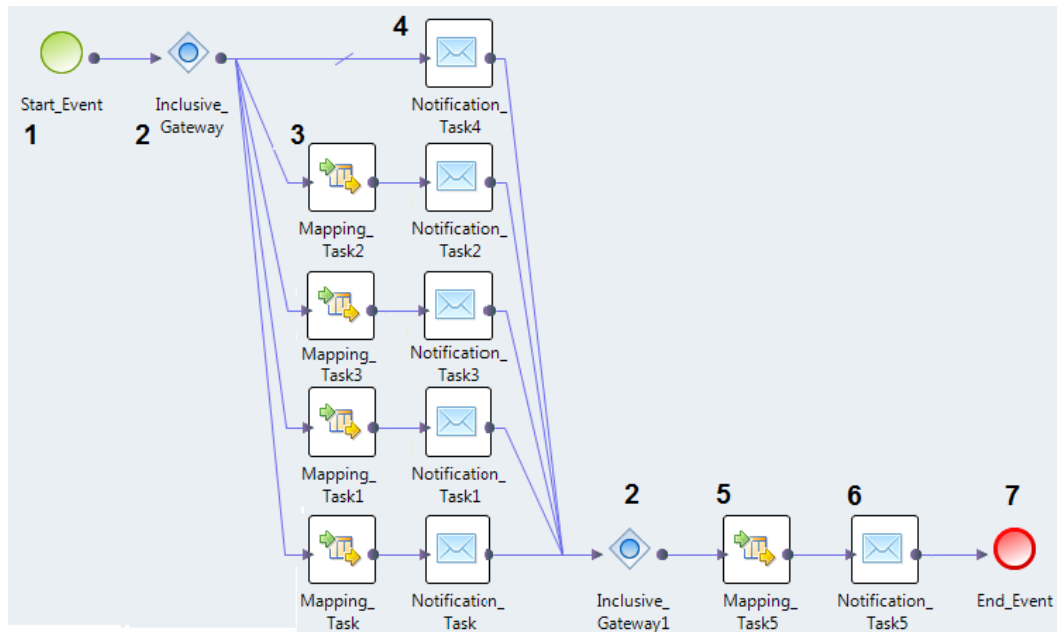 4
Start_Event
Inclusive_
Gateway
Notification_
Task4
1
2
3
Mapping_
Task2
Notification_
Task2
Mapping_
Task3
Notification_
Task3
Mapping_
Task1
Notification_
Task1
2
5
6
7
Mapping_
Task
Notification_
Task
Inclusive_
Gateway1
Mapping_
Task5
Notification_
Task5
End_Event